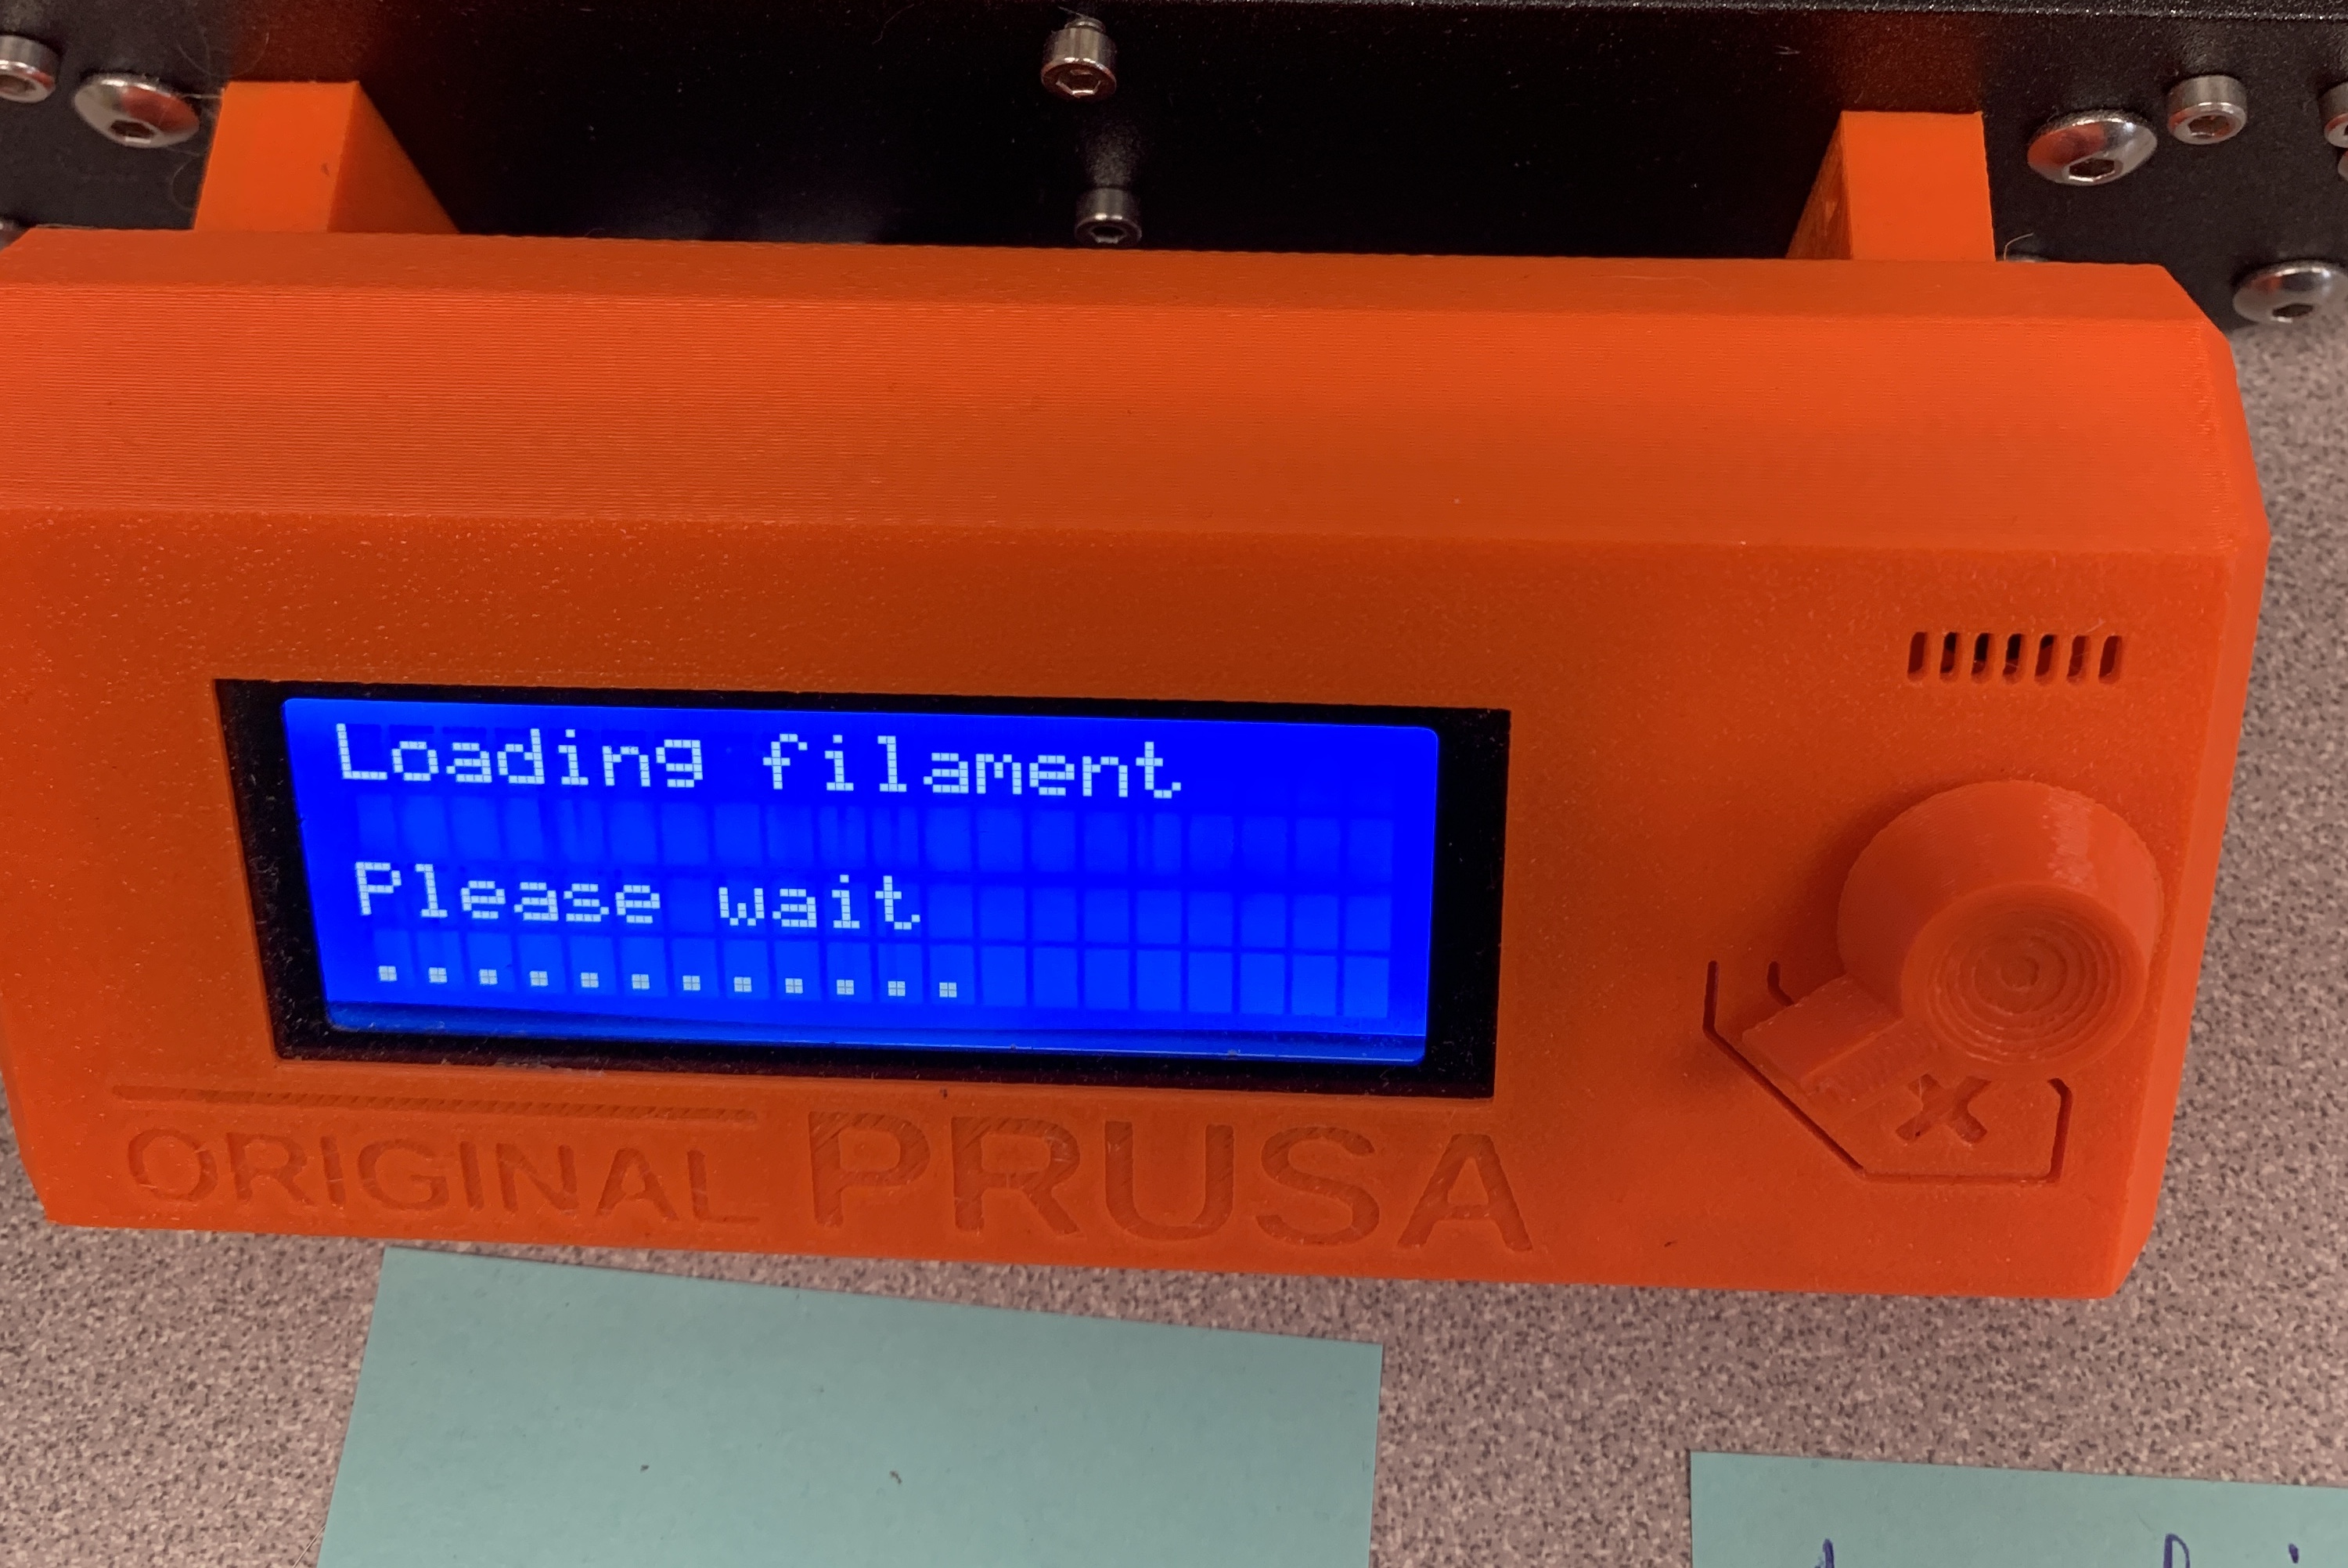 Loading filament
Please wait
............
ORIGINAL PRUSA
X